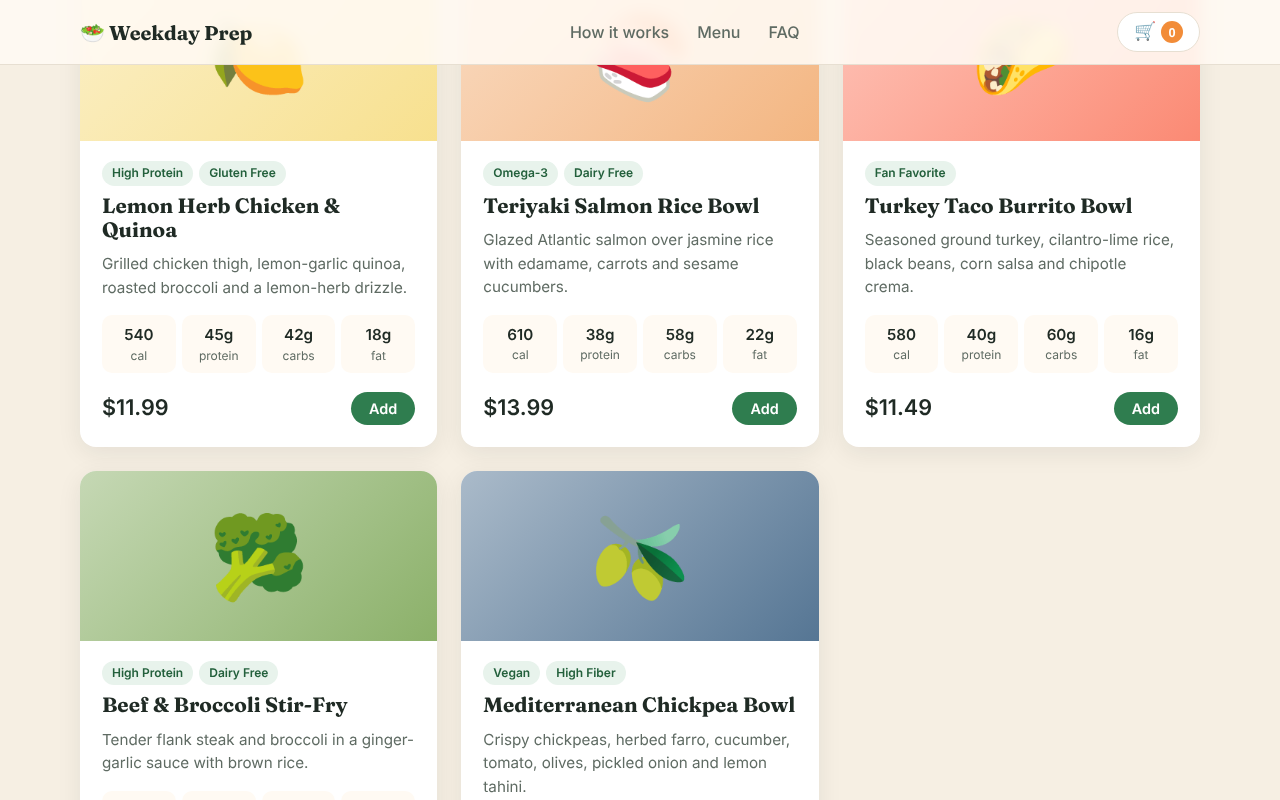 Weekday Prep
How it works
Menu
FAQ
0
High Protein
Gluten Free
Lemon Herb Chicken &
Quinoa
Grilled chicken thigh, lemon-garlic quinoa,
roasted broccoli and a lemon-herb drizzle.
540
cal
45g
protein
42g
carbs
18g
fat
$11.99
Add
Omega-3
Dairy Free
Teriyaki Salmon Rice Bowl
Glazed Atlantic salmon over jasmine rice
with edamame, carrots and sesame
cucumbers.
610
cal
38g
protein
58g
carbs
22g
fat
$13.99
Add
Fan Favorite
Turkey Taco Burrito Bowl
Seasoned ground turkey, cilantro-lime rice,
black beans, corn salsa and chipotle
crema.
580
cal
40g
protein
60g
carbs
16g
fat
$11.49
Add
High Protein
Dairy Free
Beef & Broccoli Stir-Fry
Tender flank steak and broccoli in a ginger-
garlic sauce with brown rice.
Vegan
High Fiber
Mediterranean Chickpea Bowl
Crispy chickpeas, herbed farro, cucumber,
tomato, olives, pickled onion and lemon
tahini.